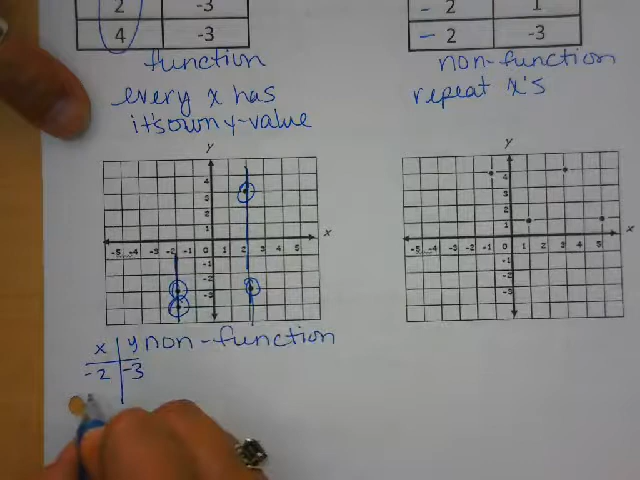 2 -3
4 -3
- 2 1
- 2 -3
function
non-function
every x has
it's own y-value
repeat x's
y
4
3
2
1
x
-5 -4 -3 -2 -1 0 1 2 3 4 5
-1
-2
-3
y
4
3
2
1
x
-5 -4 -3 -2 -1 0 1 2 3 4 5
-1
-2
-3
x y non-function
-2 -3